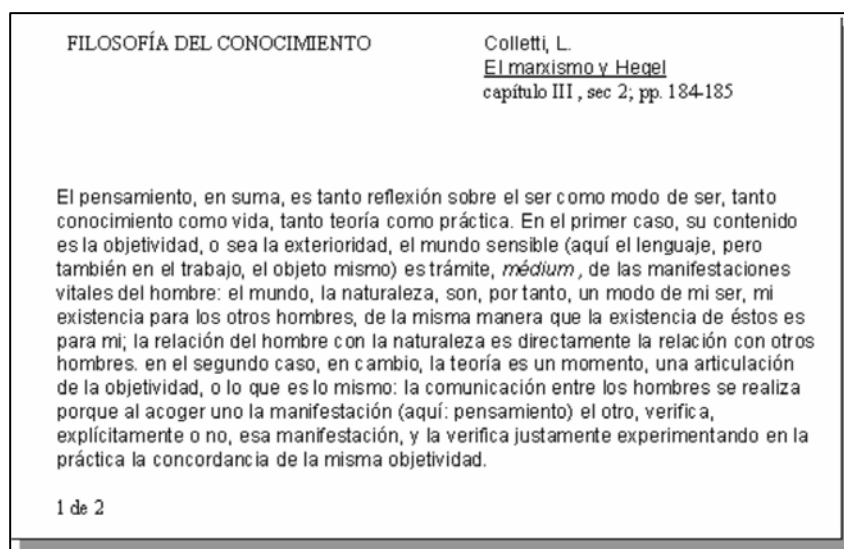 FILOSOFÍA DEL CONOCIMIENTO
Colletti, L.
El marxismo y Hegel
capítulo III , sec 2; pp. 184-185
El pensamiento, en suma, es tanto reflexión sobre el ser como modo de ser, tanto
conocimiento como vida, tanto teoría como práctica. En el primer caso, su contenido
es la objetividad, o sea la exterioridad, el mundo sensible (aquí el lenguaje, pero
también en el trabajo, el objeto mismo) es trámite, médium , de las manifestaciones
vitales del hombre: el mundo, la naturaleza, son, por tanto, un modo de mi ser, mi
existencia para los otros hombres, de la misma manera que la existencia de éstos es
para mi; la relación del hombre con la naturaleza es directamente la relación con otros
hombres. en el segundo caso, en cambio, la teoría es un momento, una articulación
de la objetividad, o lo que es lo mismo: la comunicación entre los hombres se realiza
porque al acoger uno la manifestación (aquí: pensamiento) el otro, verifica,
explícitamente o no, esa manifestación, y la verifica justamente experimentando en la
práctica la concordancia de la misma objetividad.
1 de 2